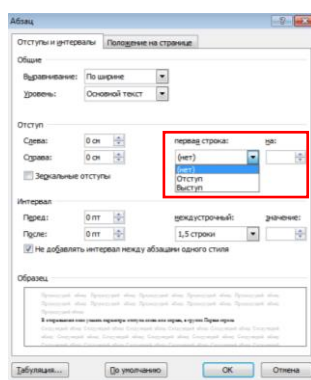 Абзац
Отступы и интервалы Положение на странице
Общие
Выравнивание: По ширине
Уровень: Основной текст
Отступ
Слева: 0 см первая строка: на:
Справа: 0 см (нет)
(нет)
Зеркальные отступы Отступ
Выступ
Интервал
Перед: 0 пт междустрочный: значение:
После: 0 пт 1,5 строки
Не добавлять интервал между абзацами одного стиля
Образец
Табуляция... По умолчанию ОК Отмена